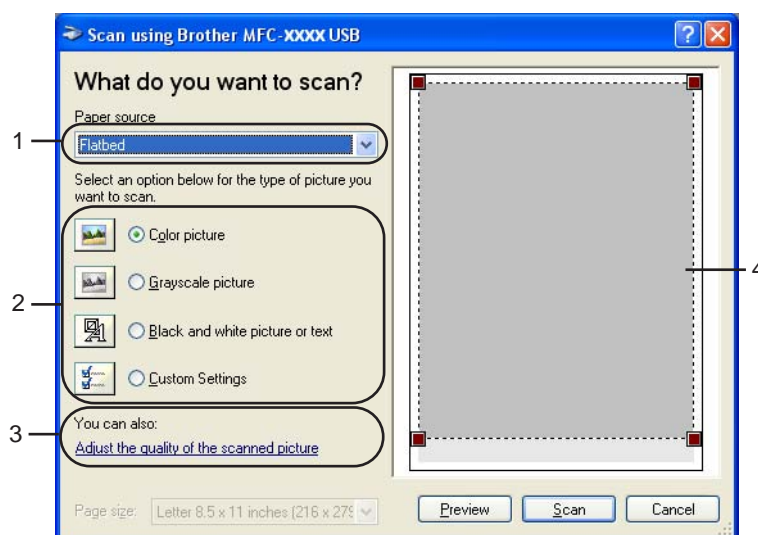 Scan using Brother MFC-XXXX USB
What do you want to scan?
Paper source
1
Flatbed
Select an option below for the type of picture you
want to scan.
Color picture
4
Grayscale picture
2
Black and white picture or text
Custom Settings
You can also:
3
Adjust the quality of the scanned picture
Page size: Letter 8.5 x 11 inches (216 x 279
Preview Scan Cancel